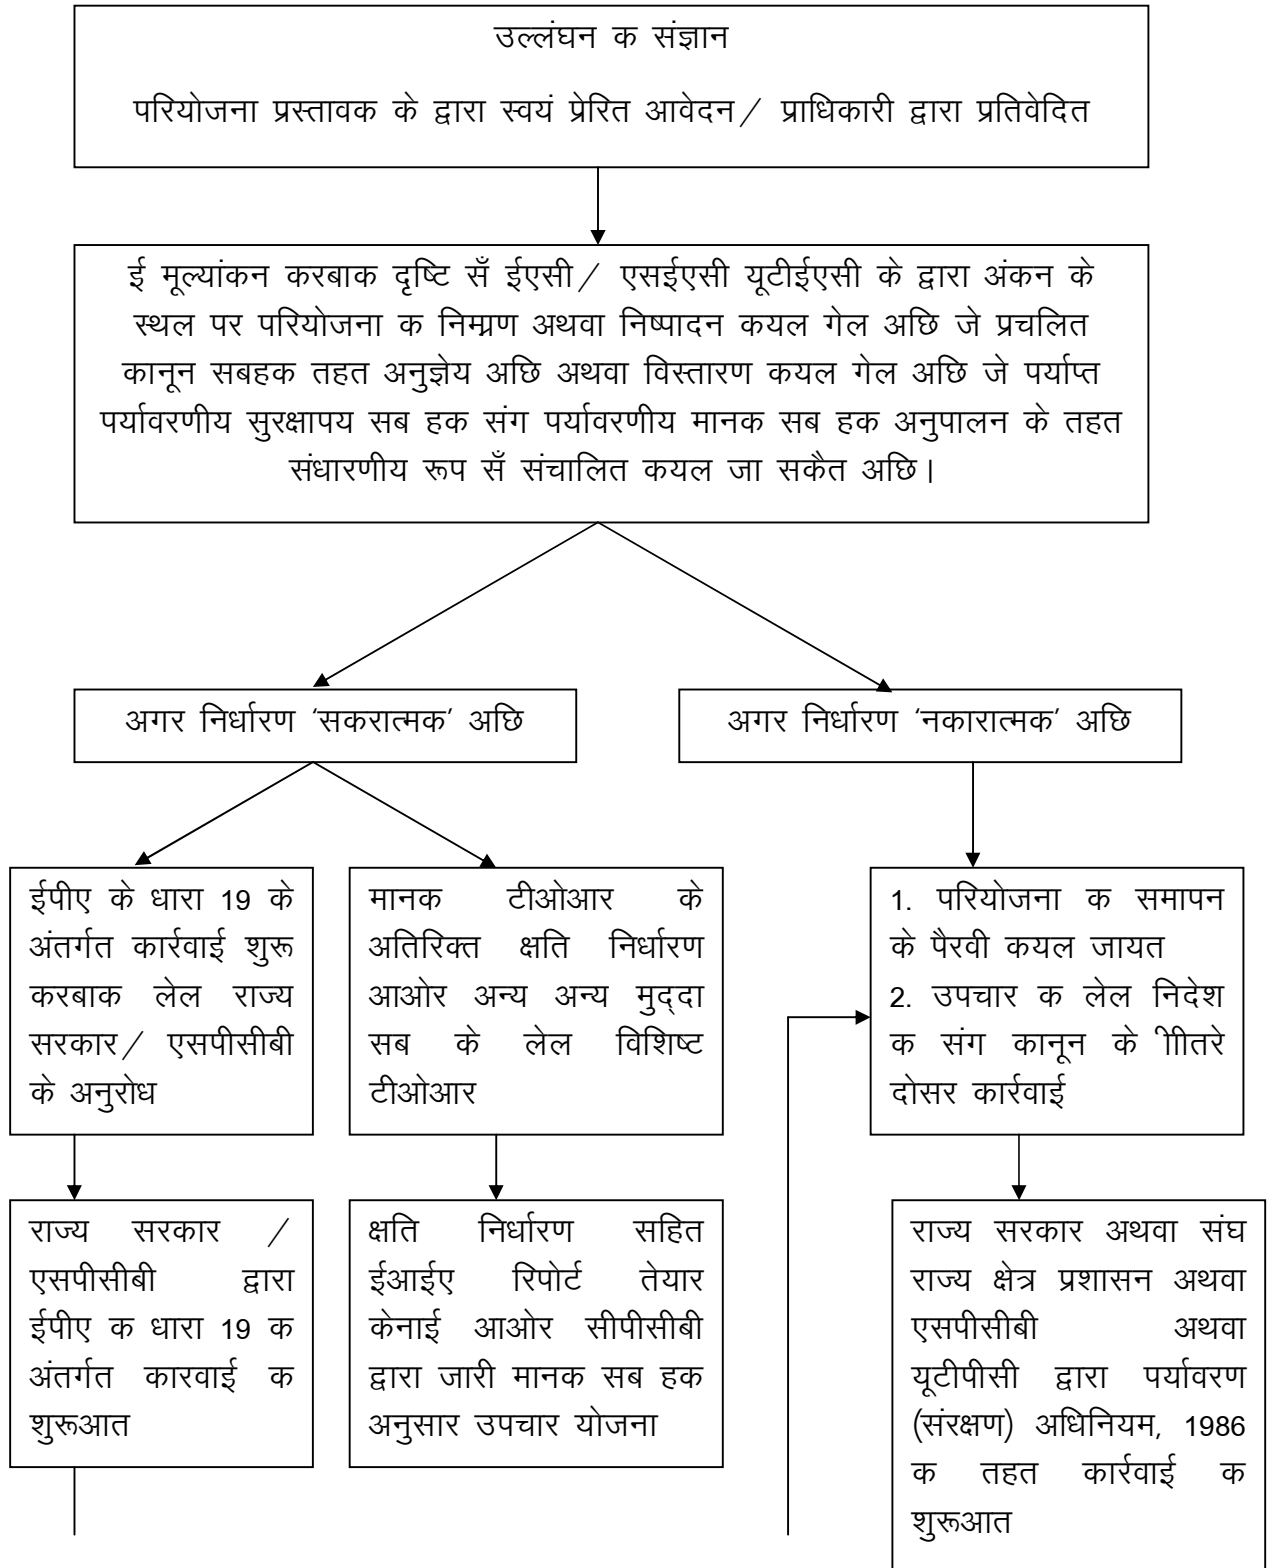 उल्लंघन क संज्ञान
परियोजना प्रस्तावक के द्वारा स्वयं प्रेरित आवेदन/ प्राधिकारी द्वारा प्रतिवेदित
ई मूल्यांकन करबाक दृष्टि सँ ईएसी/ एसईएसी यूटीईएसी के द्वारा अंकन के
स्थल पर परियोजना क निम्रण अथवा निष्पादन कयल गेल अछि जे प्रचलित
कानून सबहक तहत अनुज्ञेय अछि अथवा विस्तारण कयल गेल अछि जे पर्याप्त
पर्यावरणीय सुरक्षापय सब हक संग पर्यावरणीय मानक सब हक अनुपालन के तहत
संधारणीय रूप सँ संचालित कयल जा सकैत अछि।
अगर निर्धारण 'सकरात्मक' अछि
अगर निर्धारण 'नकारात्मक' अछि
ईपीए के धारा 19 के
अंतर्गत कार्रवाई शुरू
करबाक लेल राज्य
सरकार/ एसपीसीबी
के अनुरोध
मानक टीओआर के
अतिरिक्त क्षति निर्धारण
आओर अन्य अन्य मुद्दा
सब के लेल विशिष्ट
टीओआर
1. परियोजना क समापन
के पैरवी कयल जायत
2. उपचार क लेल निदेश
क संग कानून के
दोसर कार्रवाई
राज्य सरकार /
एसपीसीबी द्वारा
ईपीए क धारा 19 क
अंतर्गत कारवाई क
शुरूआत
क्षति निर्धारण सहित
ईआईए रिपोर्ट तेयार
केनाई आओर सीपीसीबी
द्वारा जारी मानक सब हक
अनुसार उपचार योजना
राज्य सरकार अथवा संघ
राज्य क्षेत्र प्रशासन अथवा
एसपीसीबी अथवा
यूटीपीसी द्वारा पर्यावरण
(संरक्षण) अधिनियम, 1986
क तहत कार्रवाई क
शुरूआत